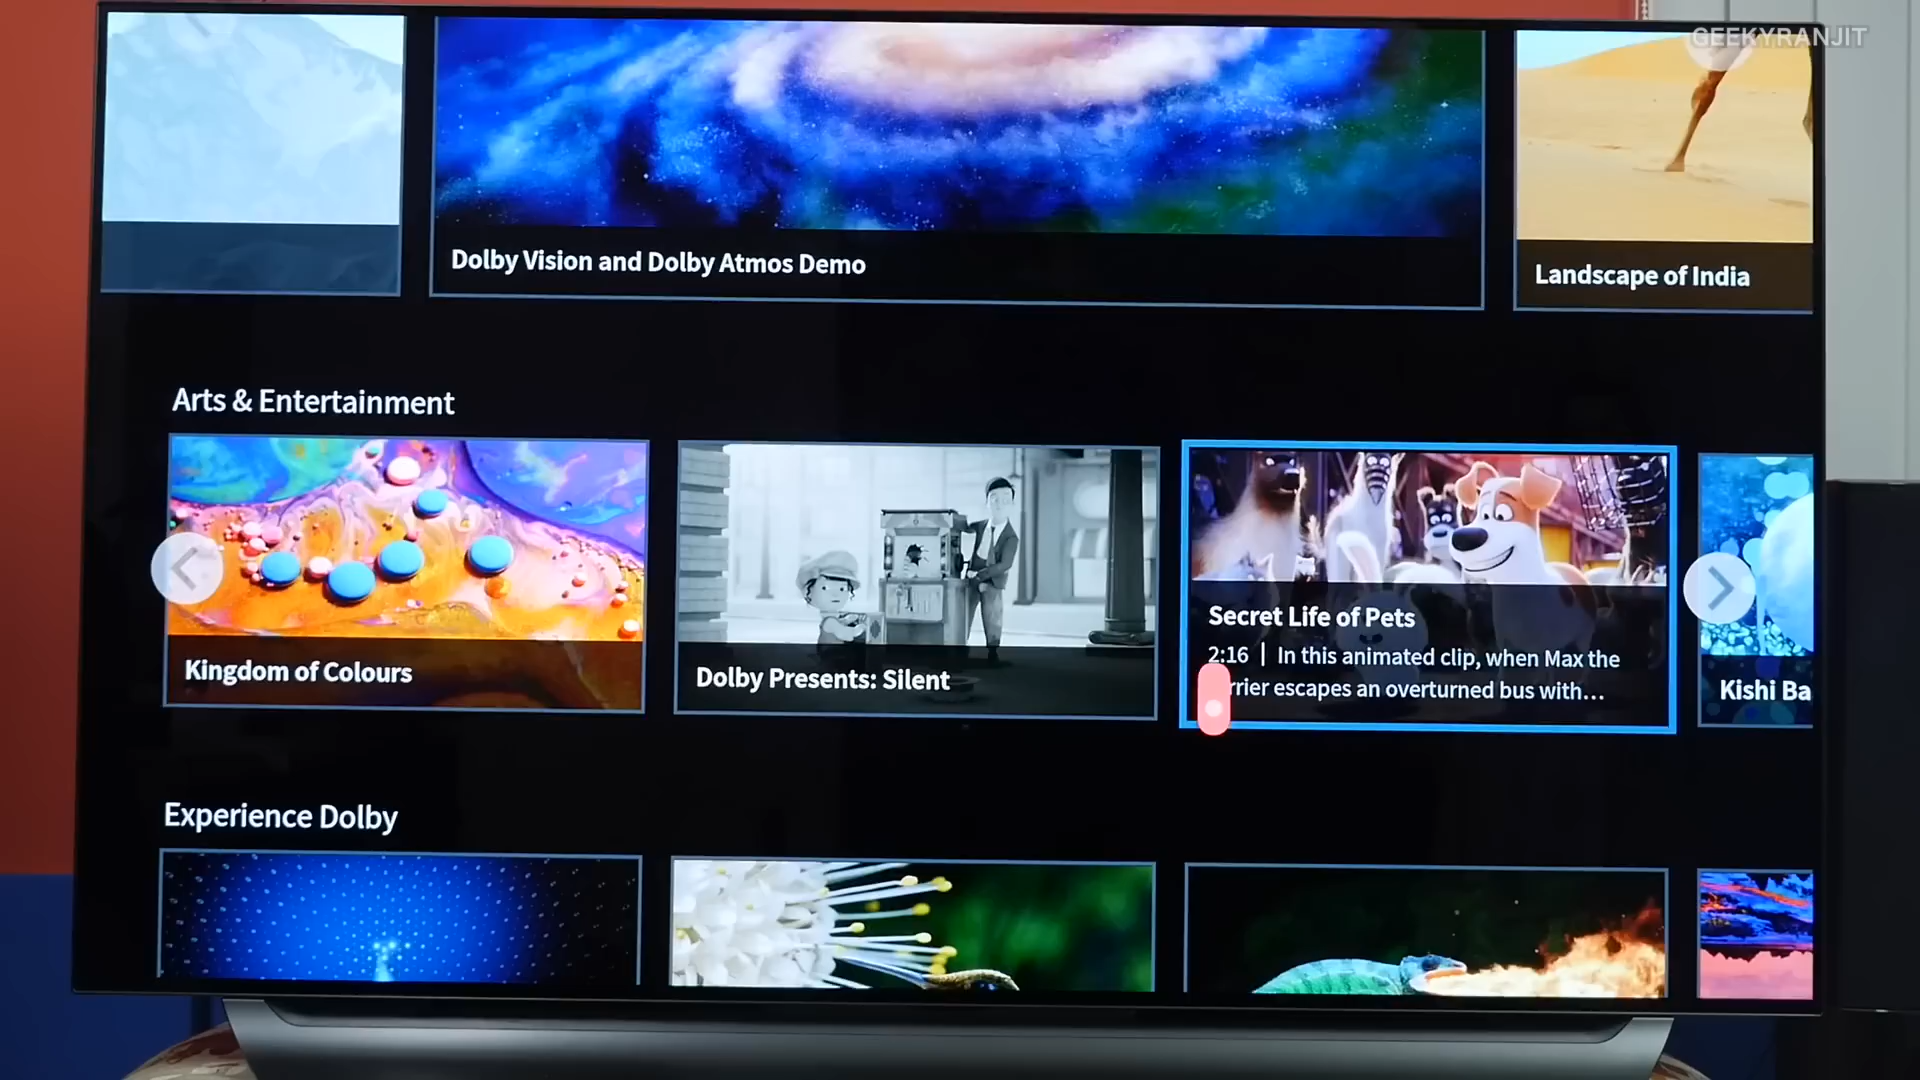 GEEKYRANJIT
Dolby Vision and Dolby Atmos Demo
Landscape of India
Arts & Entertainment
Kingdom of Colours
Dolby Presents: Silent
Secret Life of Pets
2:16 | In this animated clip, when Max the
rrier escapes an overturned bus with...
Kishi Ba
Experience Dolby